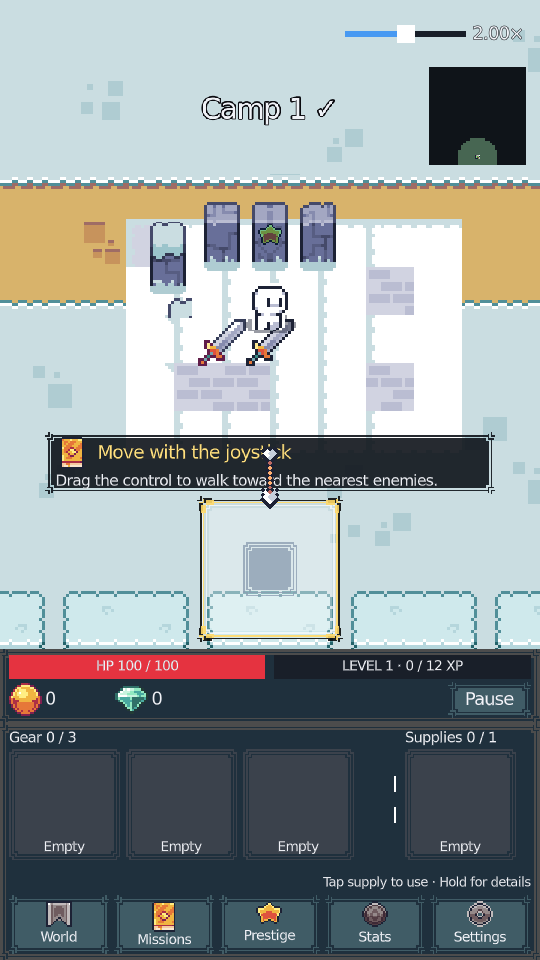 2.00×
Camp 1 ✓
Move with the joystick
Drag the control to walk toward the nearest enemies.
HP 100 / 100
LEVEL 1 · 0 / 12 XP
0
0
Pause
Gear 0 / 3
Supplies 0 / 1
Empty
Empty
Empty
Empty
Tap supply to use · Hold for details
World
Missions
Prestige
Stats
Settings